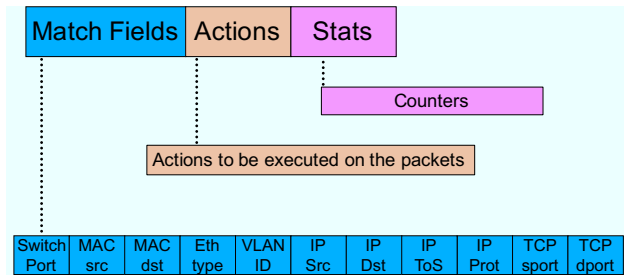 Match Fields Actions Stats
Counters
Actions to be executed on the packets
Switch MAC MAC Eth VLAN IP IP IP IP TCP TCP
Port src dst type ID Src Dst ToS Prot sport dport